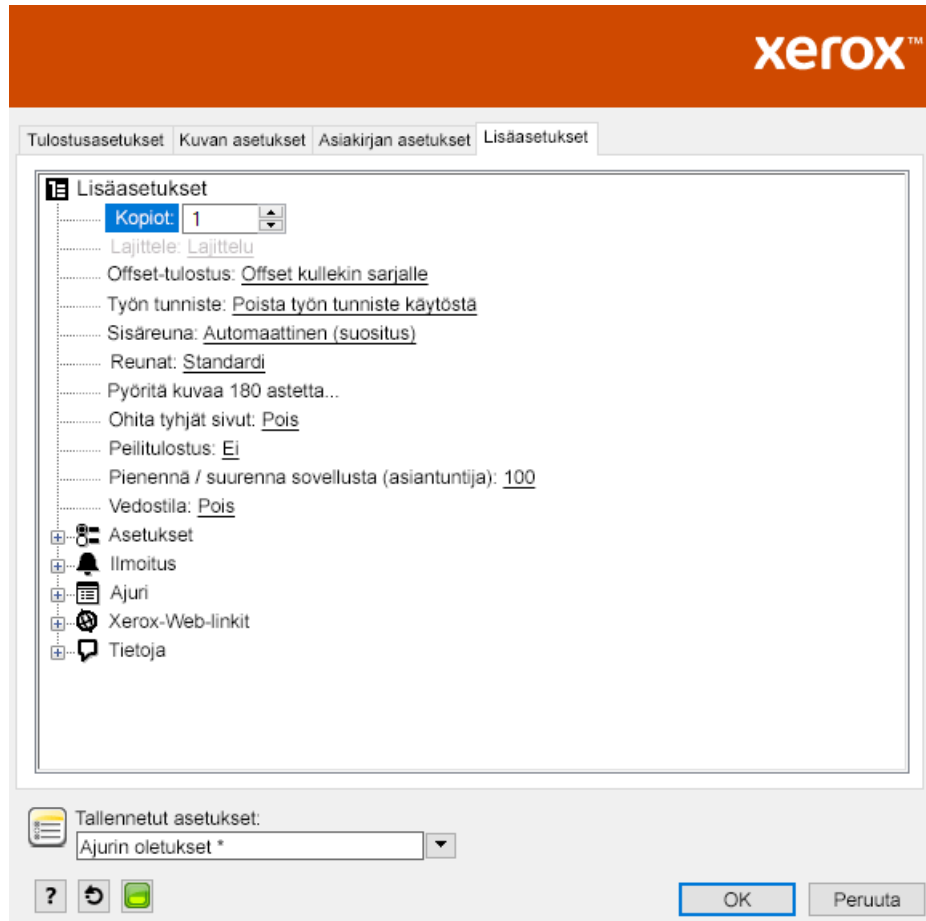 xerox™
Tulostusasetukset Kuvan asetukset Asiakirjan asetukset Lisäasetukset
Lisäasetukset
Kopiot: 1
Lajittele: Lajittelu
Offset-tulostus: Offset kullekin sarjalle
Työn tunniste: Poista työn tunniste käytöstä
Sisäreuna: Automaattinen (suositus)
Reunat: Standardi
Pyöritä kuvaa 180 astetta...
Ohita tyhjät sivut: Pois
Peilitulostus: Ei
Pienennä / suurenna sovellusta (asiantuntija): 100
Vedostila: Pois
Asetukset
Ilmoitus
Ajuri
Xerox-Web-linkit
Tietoja
Tallennetut asetukset:
Ajurin oletukset *
? OK Peruuta